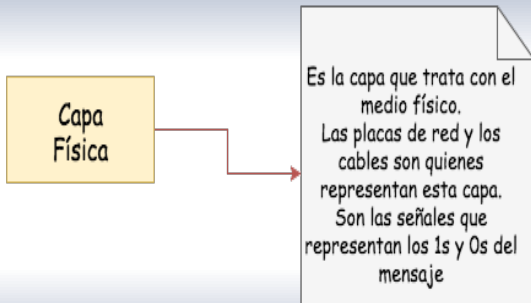 Capa
Física
Es la capa que trata con el
medio físico.
Las placas de red y los
cables son quienes
representan esta capa.
Son las señales que
representan los 1s y 0s del
mensaje